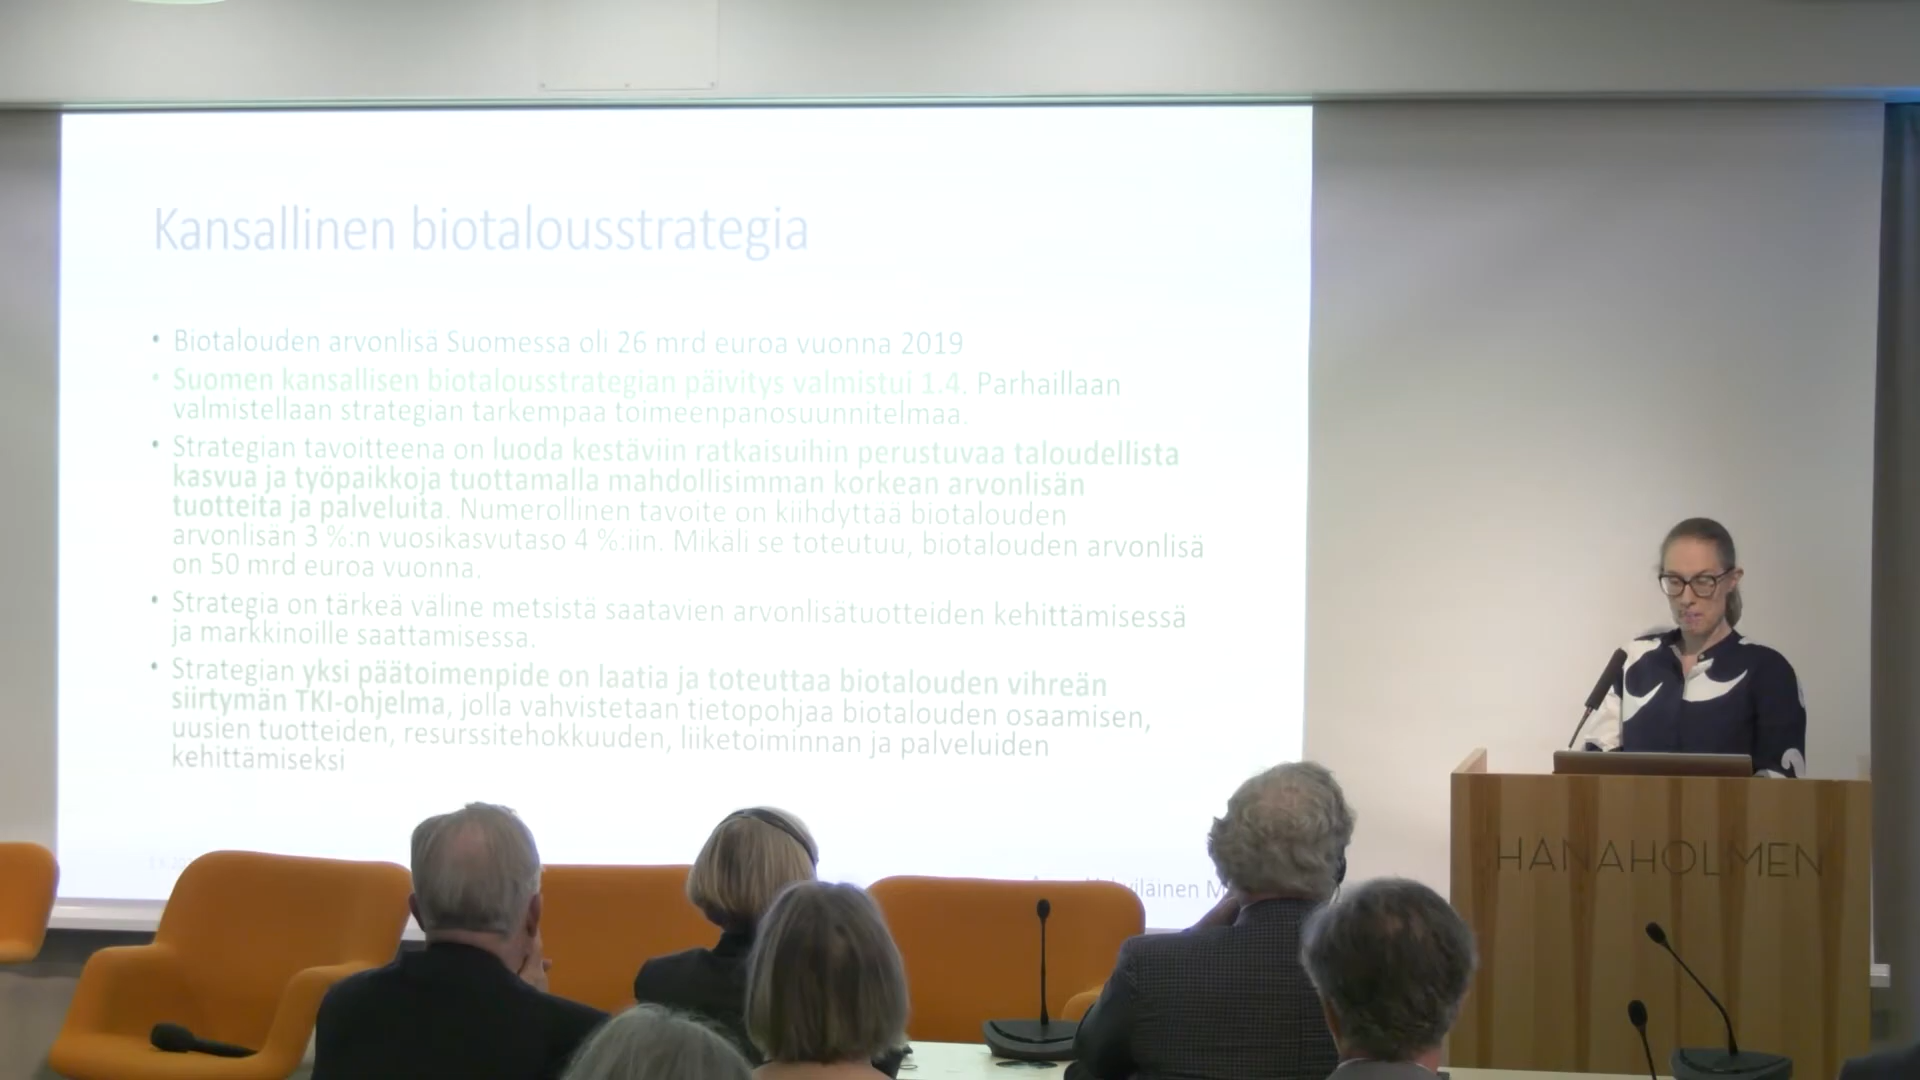 Kansallinen biotalousstrategia
• Biotalouden arvonlisä Suomessa oli 26 mrd euroa vuonna 2019
• Suomen kansallisen biotalousstrategian päivitys valmistui 1.4. Parhaillaan
valmistellaan strategian tarkempaa toimeenpanosuunnitelmaa.
• Strategian tavoitteena on luoda kestäviin ratkaisuihin perustuvaa taloudellista
kasvua ja työpaikkoja tuottamalla mahdollisimman korkean arvonlisän
tuotteita ja palveluita. Numerollinen tavoite on kiihdyttää biotalouden
arvonlisän 3 %:n vuosikasvutaso 4 %:iin. Mikäli se toteutuu, biotalouden arvonlisä
on 50 mrd euroa vuonna.
• Strategia on tärkeä väline metsistä saatavien arvonlisätuotteiden kehittämisessä
ja markkinoille saattamisessa.
• Strategian yksi päätoimenpide on laatia ja toteuttaa biotalouden vihreän
siirtymän TKI-ohjelma, jolla vahvistetaan tietopohjaa biotalouden osaamisen,
uusien tuotteiden, resurssitehokkuuden, liiketoiminnan ja palveluiden
kehittämiseksi
HANAHOLMEN